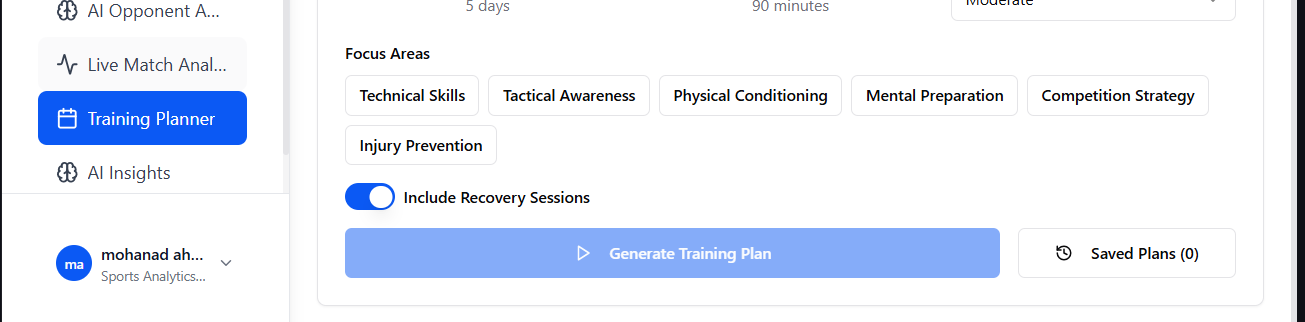 AI Opponent A...
Live Match Anal...
Training Planner
AI Insights
ma
mohanad ah...
Sports Analytics...
5 days
90 minutes
Moderate
Focus Areas
Technical Skills
Tactical Awareness
Physical Conditioning
Mental Preparation
Competition Strategy
Injury Prevention
Include Recovery Sessions
Generate Training Plan
Saved Plans (0)